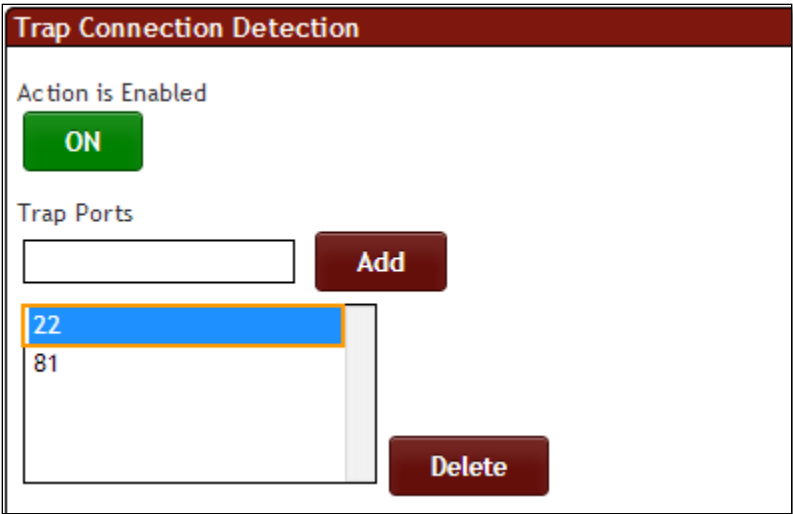 Trap Connection Detection
Action is Enabled
ON
Trap Ports
Add
22
81
Delete